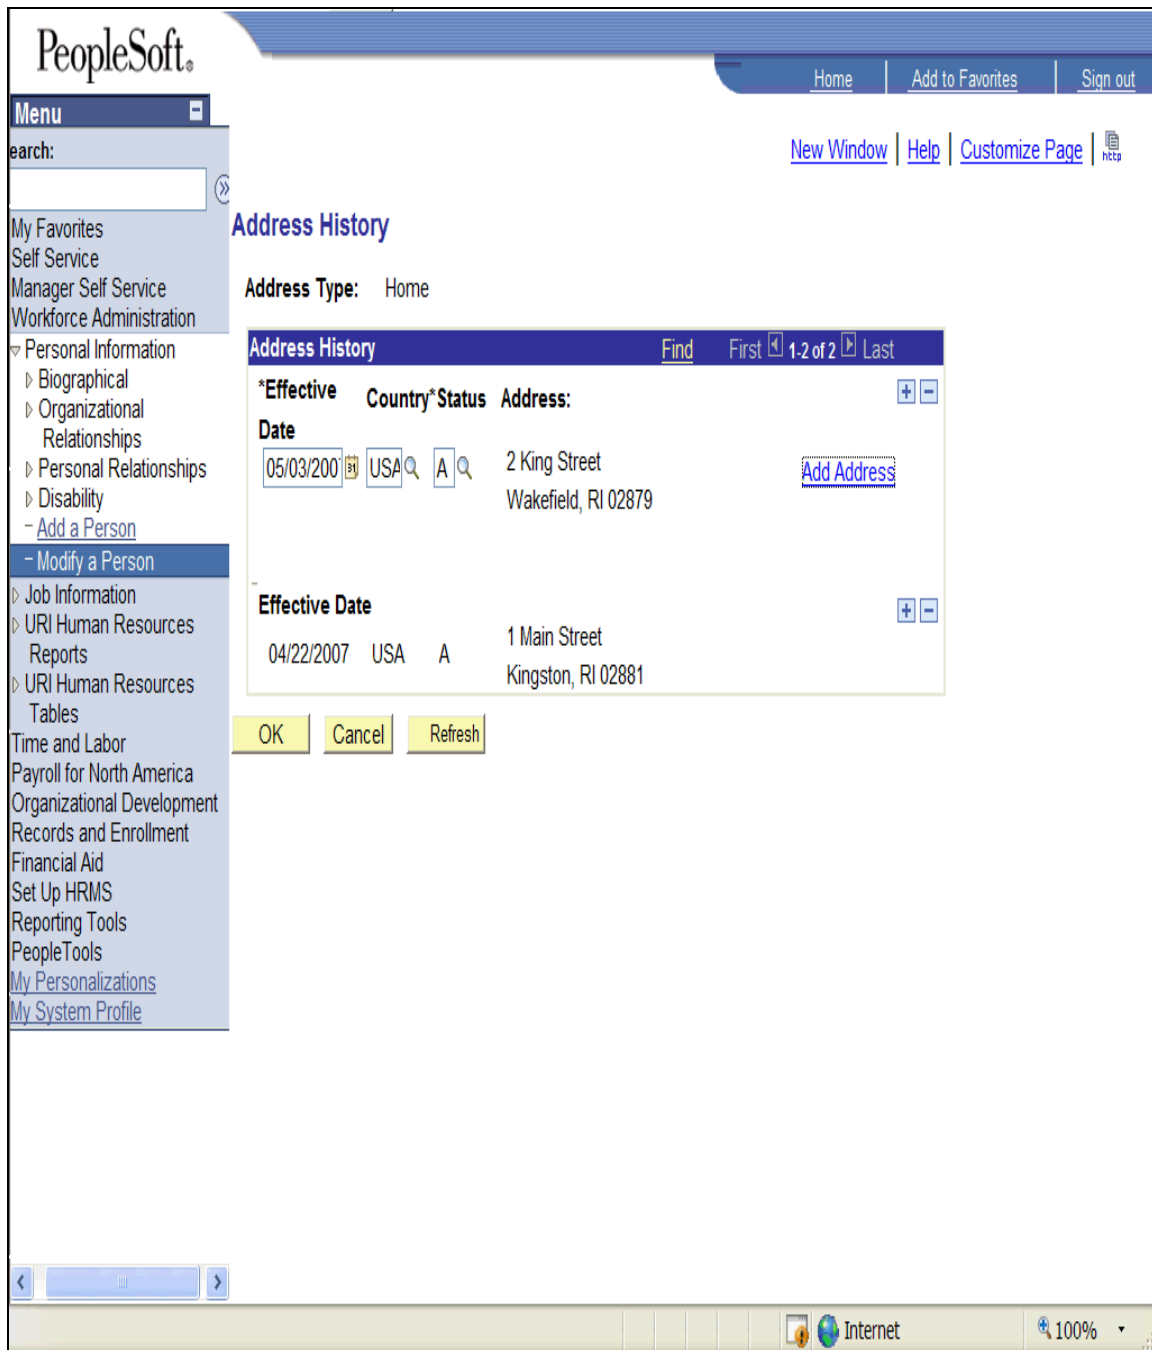 PeopleSoft®
Home
Add to Favorites
Sign out
Menu
earch:
New Window | Help | Customize Page | http
My Favorites
Self Service
Manager Self Service
Workforce Administration
Personal Information
Biographical
Organizational
Relationships
Personal Relationships
Disability
– Add a Person
– Modify a Person
Job Information
URI Human Resources
Reports
URI Human Resources
Tables
Time and Labor
Payroll for North America
Organizational Development
Records and Enrollment
Financial Aid
Set Up HRMS
Reporting Tools
PeopleTools
My Personalizations
My System Profile
Address History
Address Type: Home
Address History Find First 1-2 of 2 Last
*Effective
Date
Country *Status Address:
05/03/200 31 USA A
2 King Street
Wakefield, RI 02879
Add Address
Effective Date
04/22/2007 USA A
1 Main Street
Kingston, RI 02881
OK
Cancel
Refresh
Internet
100%